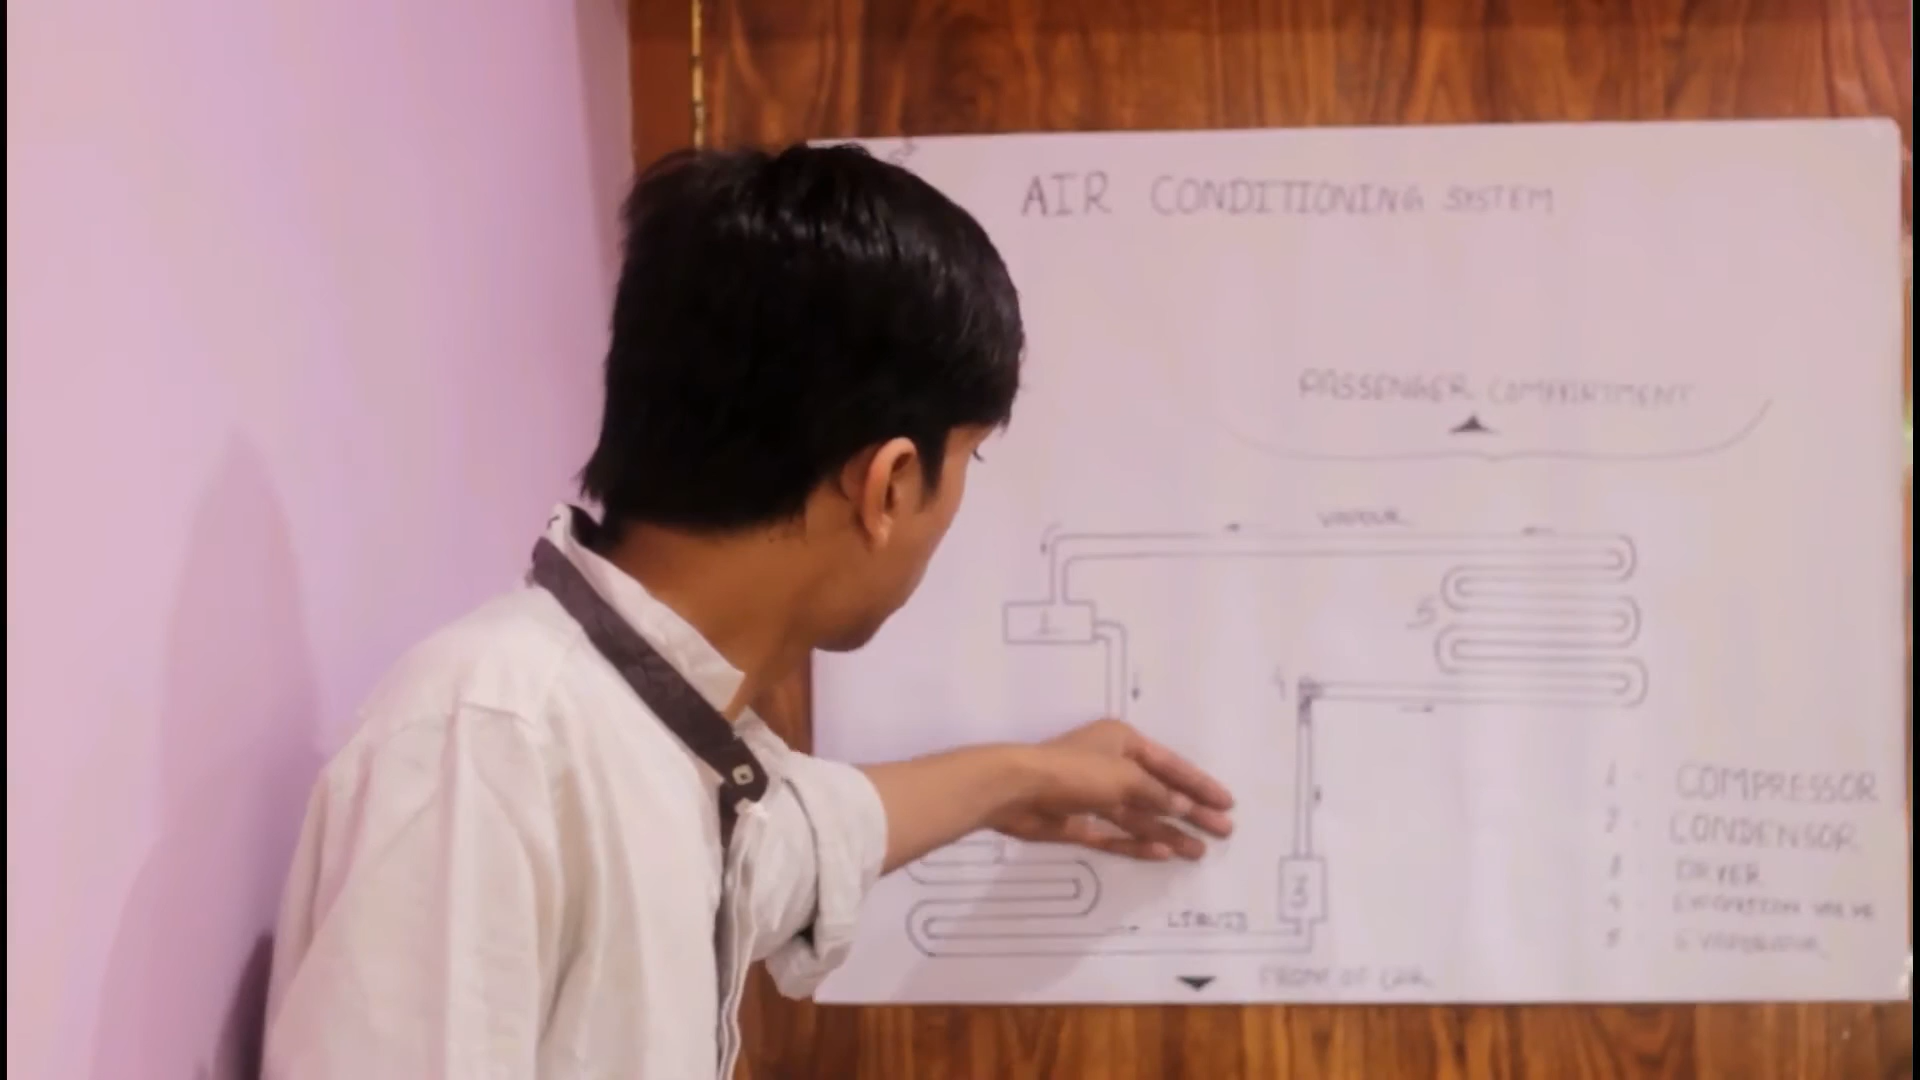 AIR CONDITIONING SYSTEM
PASSENGER COMPARTMENT
VAPOUR
1
5
4
3
LIQUID
FRONT OF CAR
1 - COMPRESSOR
2 - CONDENSOR
3 - DRYER
4 - EXPANSION VALVE
5 - EVAPORATOR